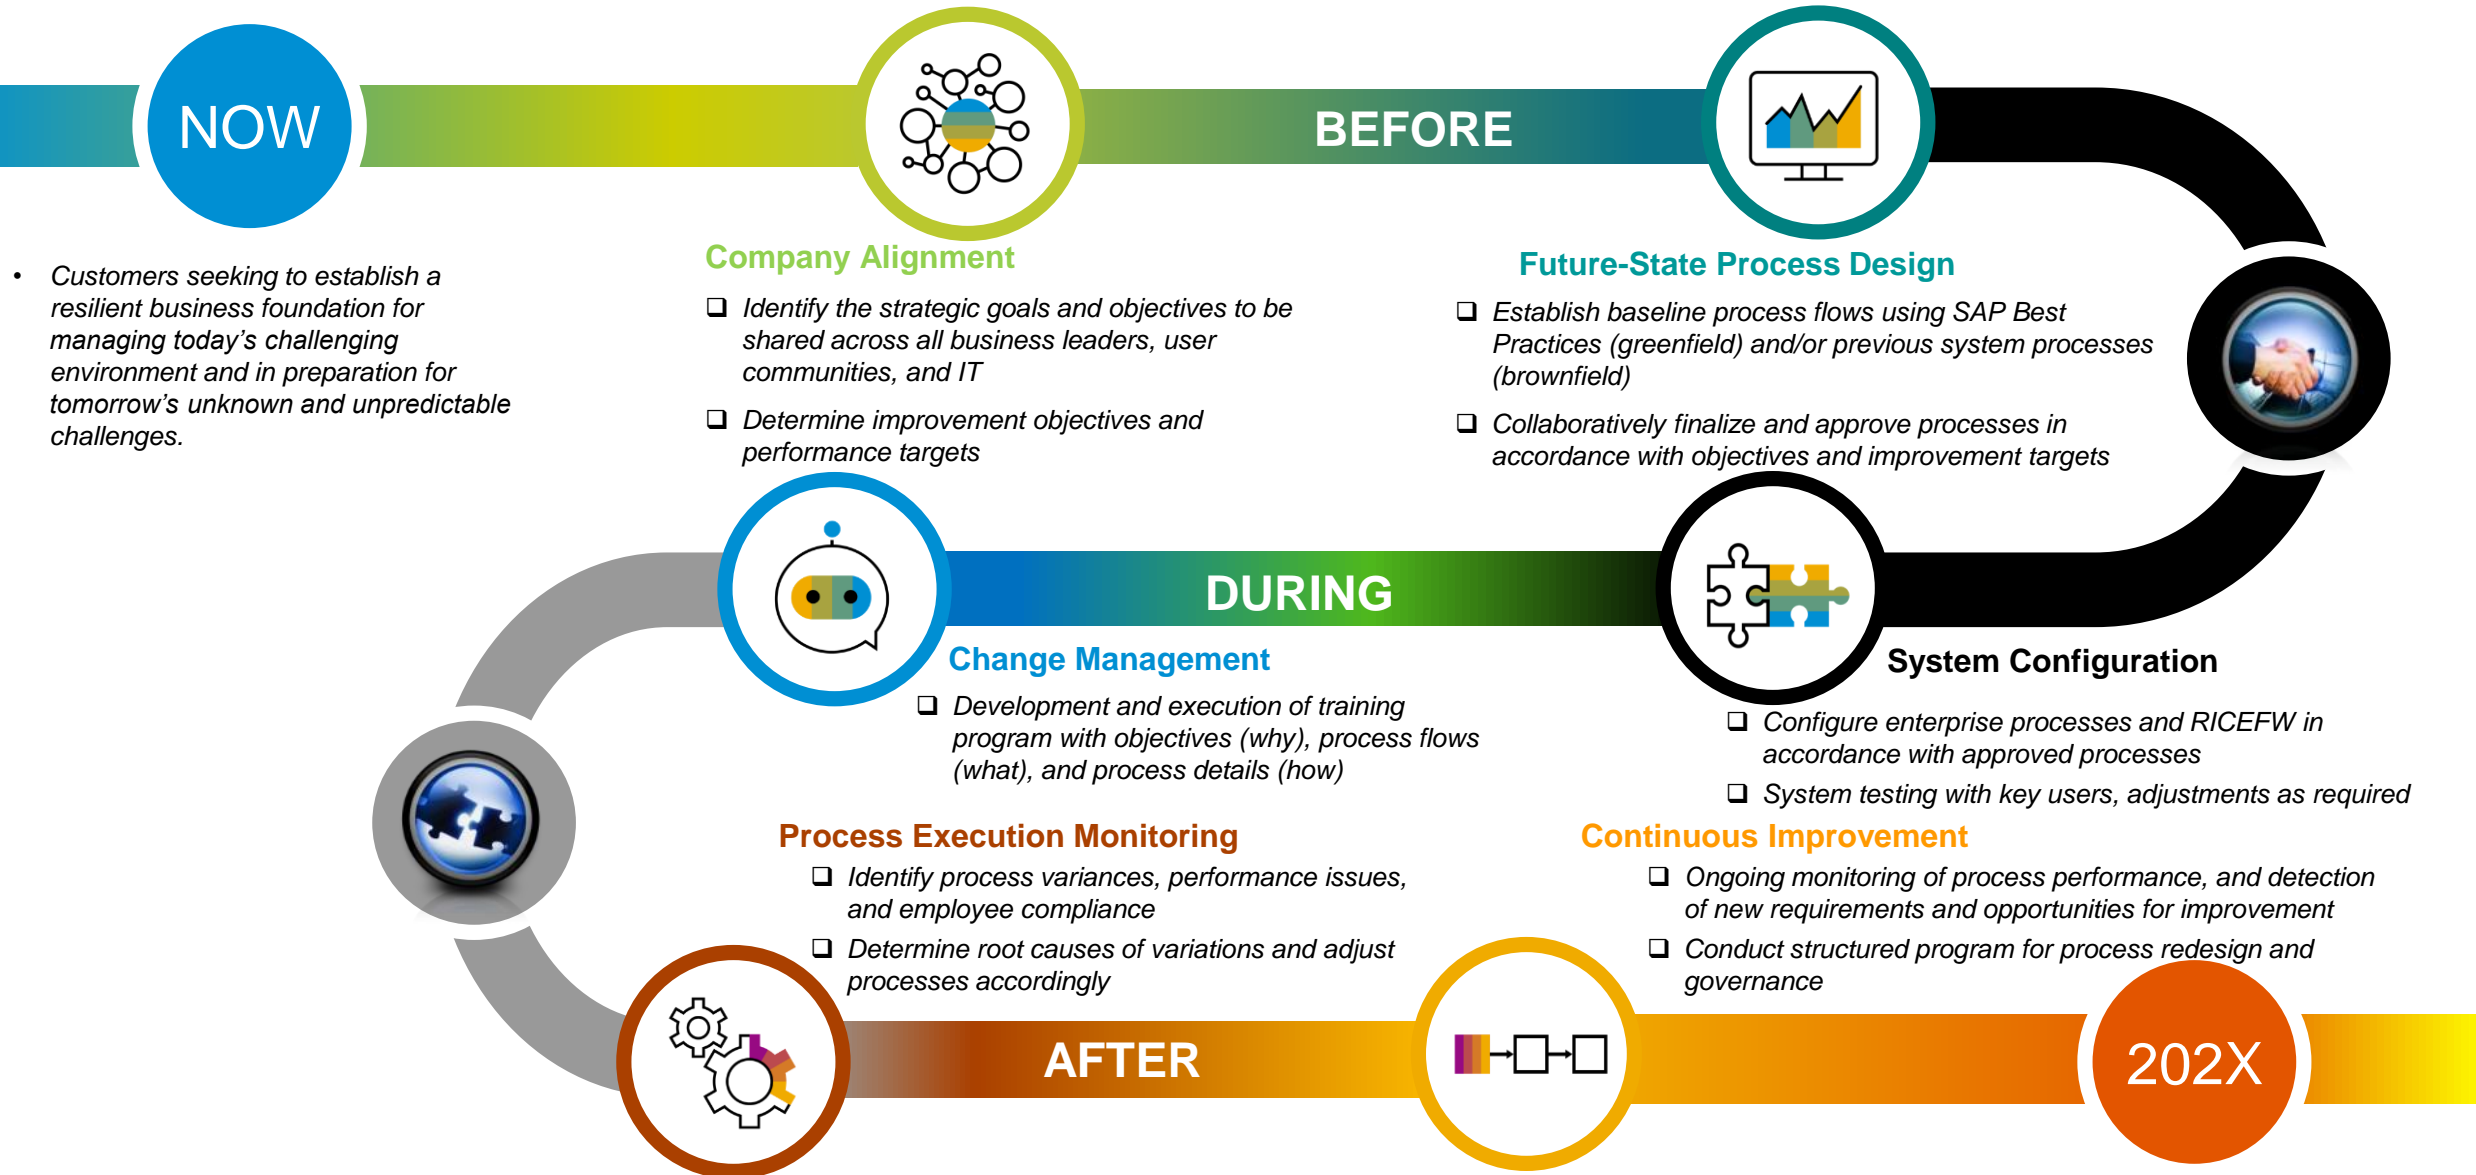 NOW
BEFORE
• Customers seeking to establish a
resilient business foundation for
managing today's challenging
environment and in preparation for
tomorrow's unknown and unpredictable
challenges.
Company Alignment
❑ Identify the strategic goals and objectives to be
shared across all business leaders, user
communities, and IT
❑ Determine improvement objectives and
performance targets
Future-State Process Design
❑ Establish baseline process flows using SAP Best
Practices (greenfield) and/or previous system processes
(brownfield)
❑ Collaboratively finalize and approve processes in
accordance with objectives and improvement targets
DURING
System Configuration
❑ Configure enterprise processes and RICEFW in
accordance with approved processes
❑ System testing with key users, adjustments as required
Change Management
❑ Development and execution of training
program with objectives (why), process flows
(what), and process details (how)
Process Execution Monitoring
❑ Identify process variances, performance issues,
and employee compliance
❑ Determine root causes of variations and adjust
processes accordingly
Continuous Improvement
❑ Ongoing monitoring of process performance, and detection
of new requirements and opportunities for improvement
❑ Conduct structured program for process redesign and
governance
AFTER
202X